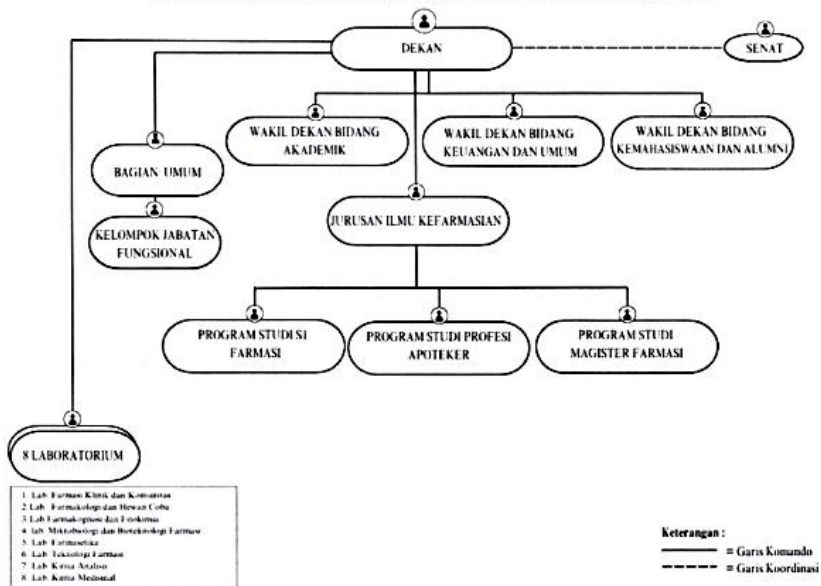 DEKAN
SENAT
WAKIL DEKAN BIDANG
AKADEMIK
WAKIL DEKAN BIDANG
KEUANGAN DAN UMUM
WAKIL DEKAN BIDANG
KEMAHASISWAAN DAN ALUMNI
BAGIAN UMUM
KELOMPOK JABATAN
FUNGSIONAL
JURUSAN ILMU KEFARMASIAN
PROGRAM STUDI S1
FARMASI
PROGRAM STUDI PROFESI
APOTEKER
PROGRAM STUDI
MAGISTER FARMASI
8 LABORATORIUM
1. Lab. Farmasi Klinik dan Komunitas
2. Lab. Farmakologi dan Hewan Coba
3. Lab Farmakognosi dan Fitokimia
4. lab. Mikrobiologi dan Bioteknologi Farmasi
5. Lab. Farmasetika
6. Lab. Teknologi Farmasi
7. Lab. Kimia Analisis
8. Lab. Kimia Medisinal
Keterangan :
= Garis Komando
= Garis Koordinasi